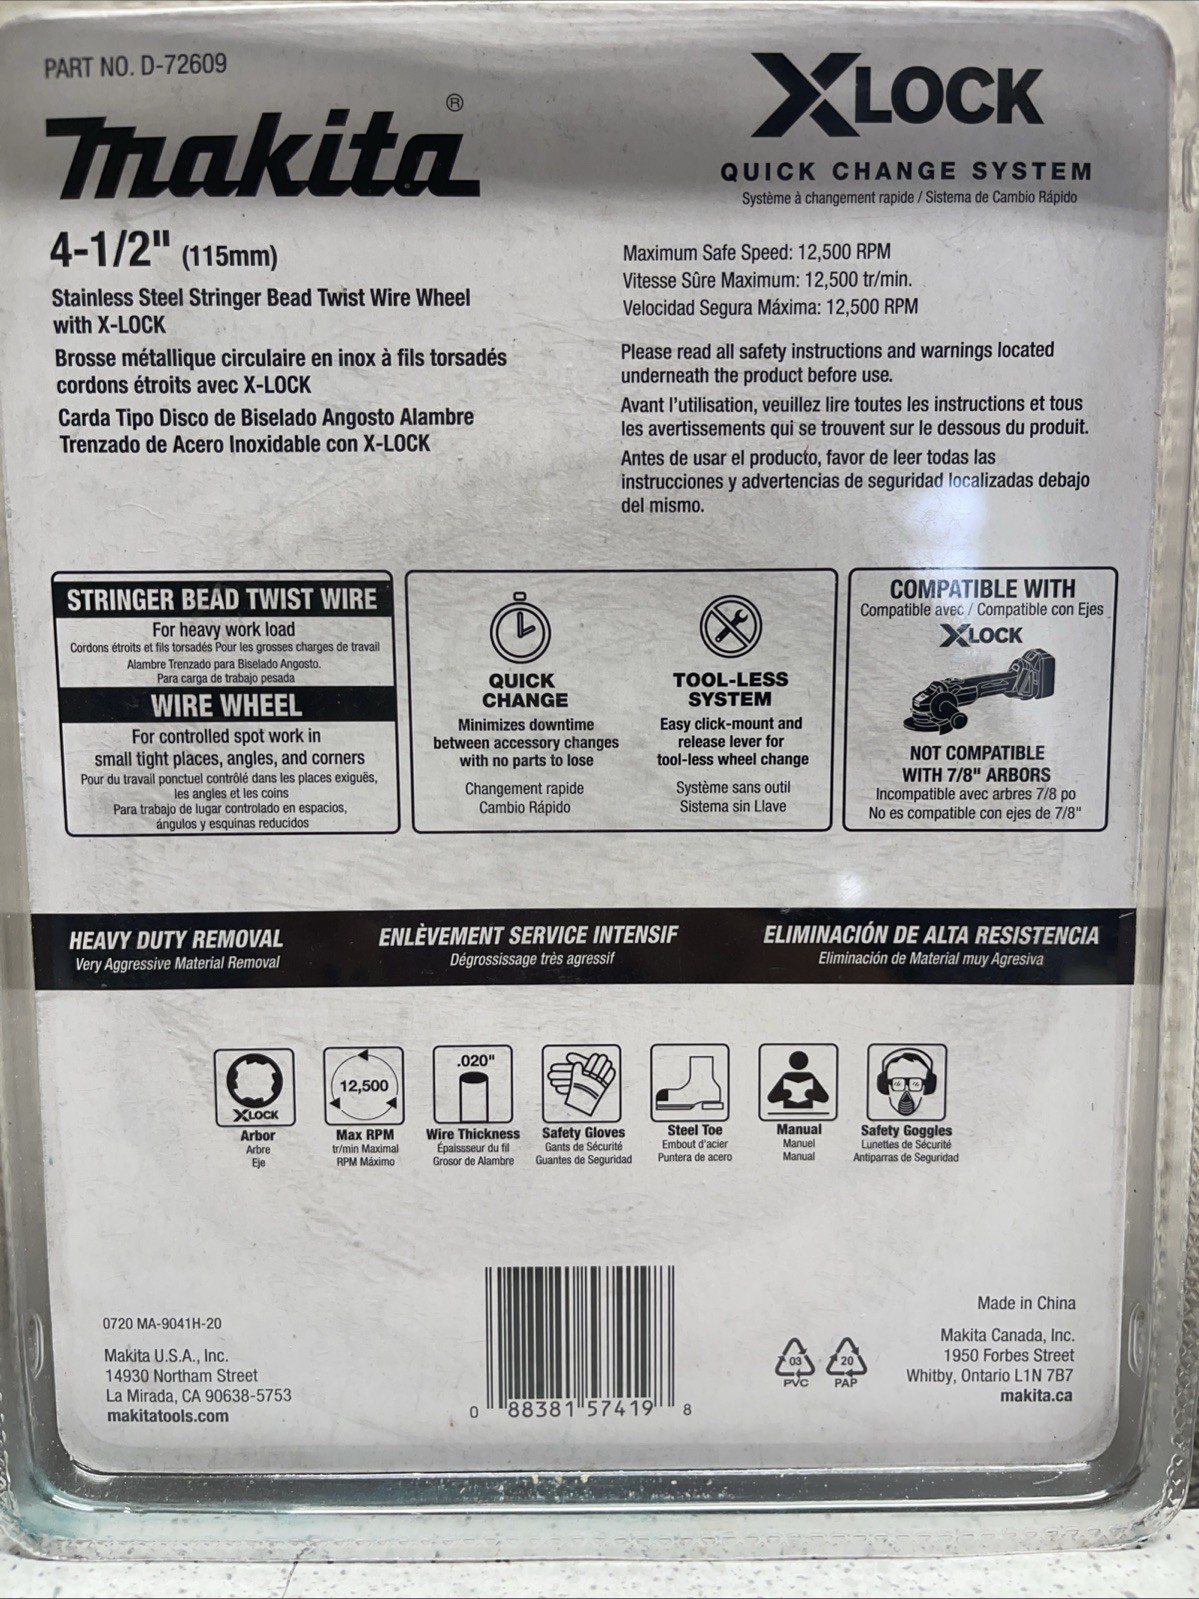 PART NO. D-72609
makita®
XLOCK
QUICK CHANGE SYSTEM
Système à changement rapide / Sistema de Cambio Rápido
4-1/2" (115mm)
Stainless Steel Stringer Bead Twist Wire Wheel
with X-LOCK
Brosse métallique circulaire en inox à fils torsadés
cordons étroits avec X-LOCK
Carda Tipo Disco de Biselado Angosto Alambre
Trenzado de Acero Inoxidable con X-LOCK
Maximum Safe Speed: 12,500 RPM
Vitesse Sûre Maximum: 12,500 tr/min.
Velocidad Segura Máxima: 12,500 RPM
Please read all safety instructions and warnings located
underneath the product before use.
Avant l'utilisation, veuillez lire toutes les instructions et tous
les avertissements qui se trouvent sur le dessous du produit.
Antes de usar el producto, favor de leer todas las
instrucciones y advertencias de seguridad localizadas debajo
del mismo.
STRINGER BEAD TWIST WIRE
For heavy work load
Cordons étroits et fils torsadés Pour les grosses charges de travail
Alambre Trenzado para Biselado Angosto.
Para carga de trabajo pesada
WIRE WHEEL
For controlled spot work in
small tight places, angles, and corners
Pour du travail ponctuel contrôlé dans les places exiguës,
les angles et les coins
Para trabajo de lugar controlado en espacios,
ángulos y esquinas reducidos
QUICK
CHANGE
Minimizes downtime
between accessory changes
with no parts to lose
Changement rapide
Cambio Rápido
TOOL-LESS
SYSTEM
Easy click-mount and
release lever for
tool-less wheel change
Système sans outil
Sistema sin Llave
COMPATIBLE WITH
Compatible avec / Compatible con Ejes
XLOCK
NOT COMPATIBLE
WITH 7/8" ARBORS
Incompatible avec arbres 7/8 po
No es compatible con ejes de 7/8"
HEAVY DUTY REMOVAL
Very Aggressive Material Removal
ENLÈVEMENT SERVICE INTENSIF
Dégrossissage très agressif
ELIMINACIÓN DE ALTA RESISTENCIA
Eliminación de Material muy Agresiva
XLOCK
Arbor
Arbre
Eje
12,500
Max RPM
tr/min Maximal
RPM Máximo
.020"
Wire Thickness
Épaissseur du fil
Grosor de Alambre
Safety Gloves
Gants de Sécurité
Guantes de Seguridad
Steel Toe
Embout d'acier
Puntera de acero
Manual
Manuel
Manual
Safety Goggles
Lunettes de Sécurité
Antiparras de Seguridad
0720 MA-9041H-20
Makita U.S.A., Inc.
14930 Northam Street
La Mirada, CA 90638-5753
makitatools.com
0 88381 57419 8
03
PVC
20
PAP
Made in China
Makita Canada, Inc.
1950 Forbes Street
Whitby, Ontario L1N 7B7
makita.ca